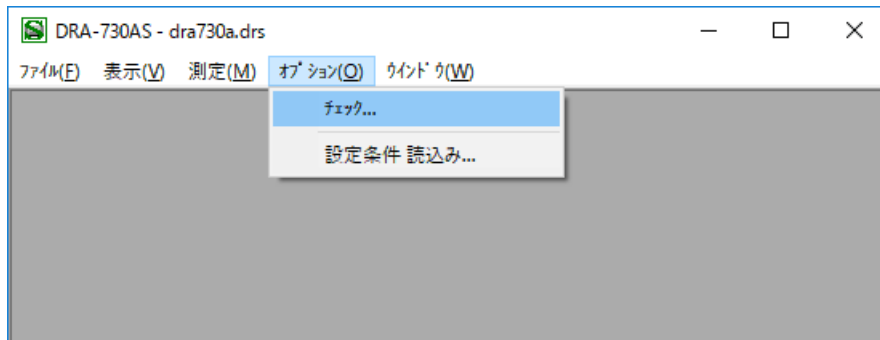 DRA-730AS - dra730a.drs
ﾌｧｲﾙ(F) 表示(V) 測定(M) ｵﾌﾟｼｮﾝ(O) ｳｲﾝﾄﾞｳ(W)
ﾁｪｯｸ...
設定条件 読込み...